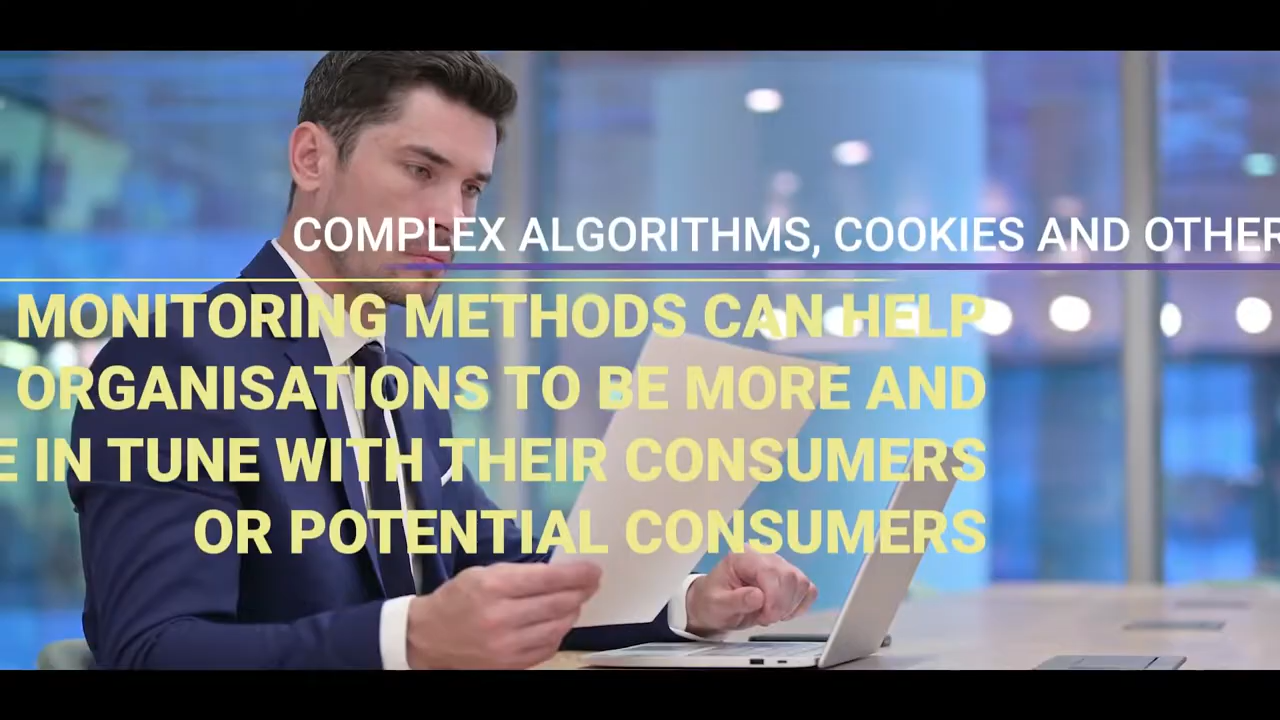 COMPLEX ALGORITHMS, COOKIES AND OTHER
MONITORING METHODS CAN HELP
ORGANISATIONS TO BE MORE AND
E IN TUNE WITH THEIR CONSUMERS
OR POTENTIAL CONSUMERS